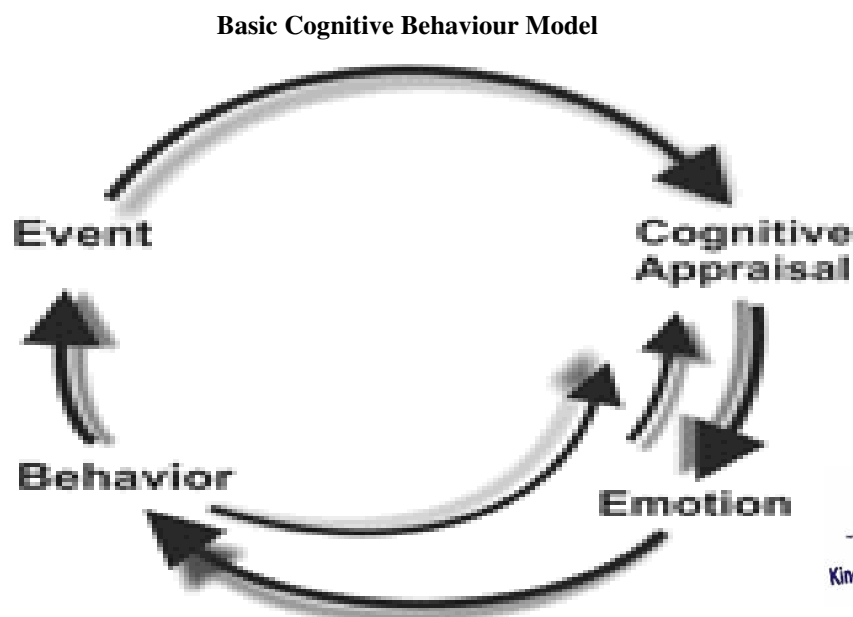 Basic Cognitive Behaviour Model
Event
Cognitive
Appraisal
Behavior
Emotion